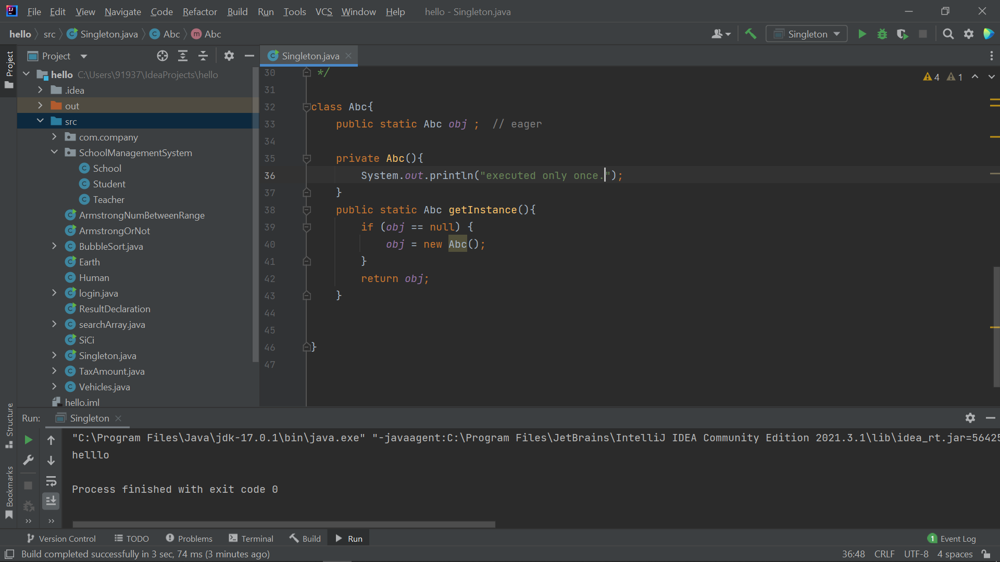 File Edit View Navigate Code Refactor Build Run Tools VCS Window Help hello - Singleton.java
hello src Singleton.java Abc Abc
Singleton
Project
Project
Singleton.java
hello C:\Users\91937\IdeaProjects\hello
.idea
out
src
com.company
SchoolManagementSystem
School
Student
Teacher
ArmstrongNumBetweenRange
ArmstrongOrNot
BubbleSort.java
Earth
Human
login.java
ResultDeclaration
searchArray.java
SiCi
Singleton.java
TaxAmount.java
Vehicles.java
hello.iml
4 1
30 */
31
32 class Abc{
33 public static Abc obj ; // eager
34
35 private Abc(){
36 System.out.println("executed only once.");
37 }
38 public static Abc getInstance(){
39 if (obj == null) {
40 obj = new Abc();
41 }
42 return obj;
43 }
44
45
46 }
47
Structure
Bookmarks
Run: Singleton
"C:\Program Files\Java\jdk-17.0.1\bin\java.exe" "-javaagent:C:\Program Files\JetBrains\IntelliJ IDEA Community Edition 2021.3.1\lib\idea_rt.jar=56425
helllo
Process finished with exit code 0
Version Control TODO Problems Terminal Build Run 1 Event Log
Build completed successfully in 3 sec, 74 ms (3 minutes ago) 36:48 CRLF UTF-8 4 spaces